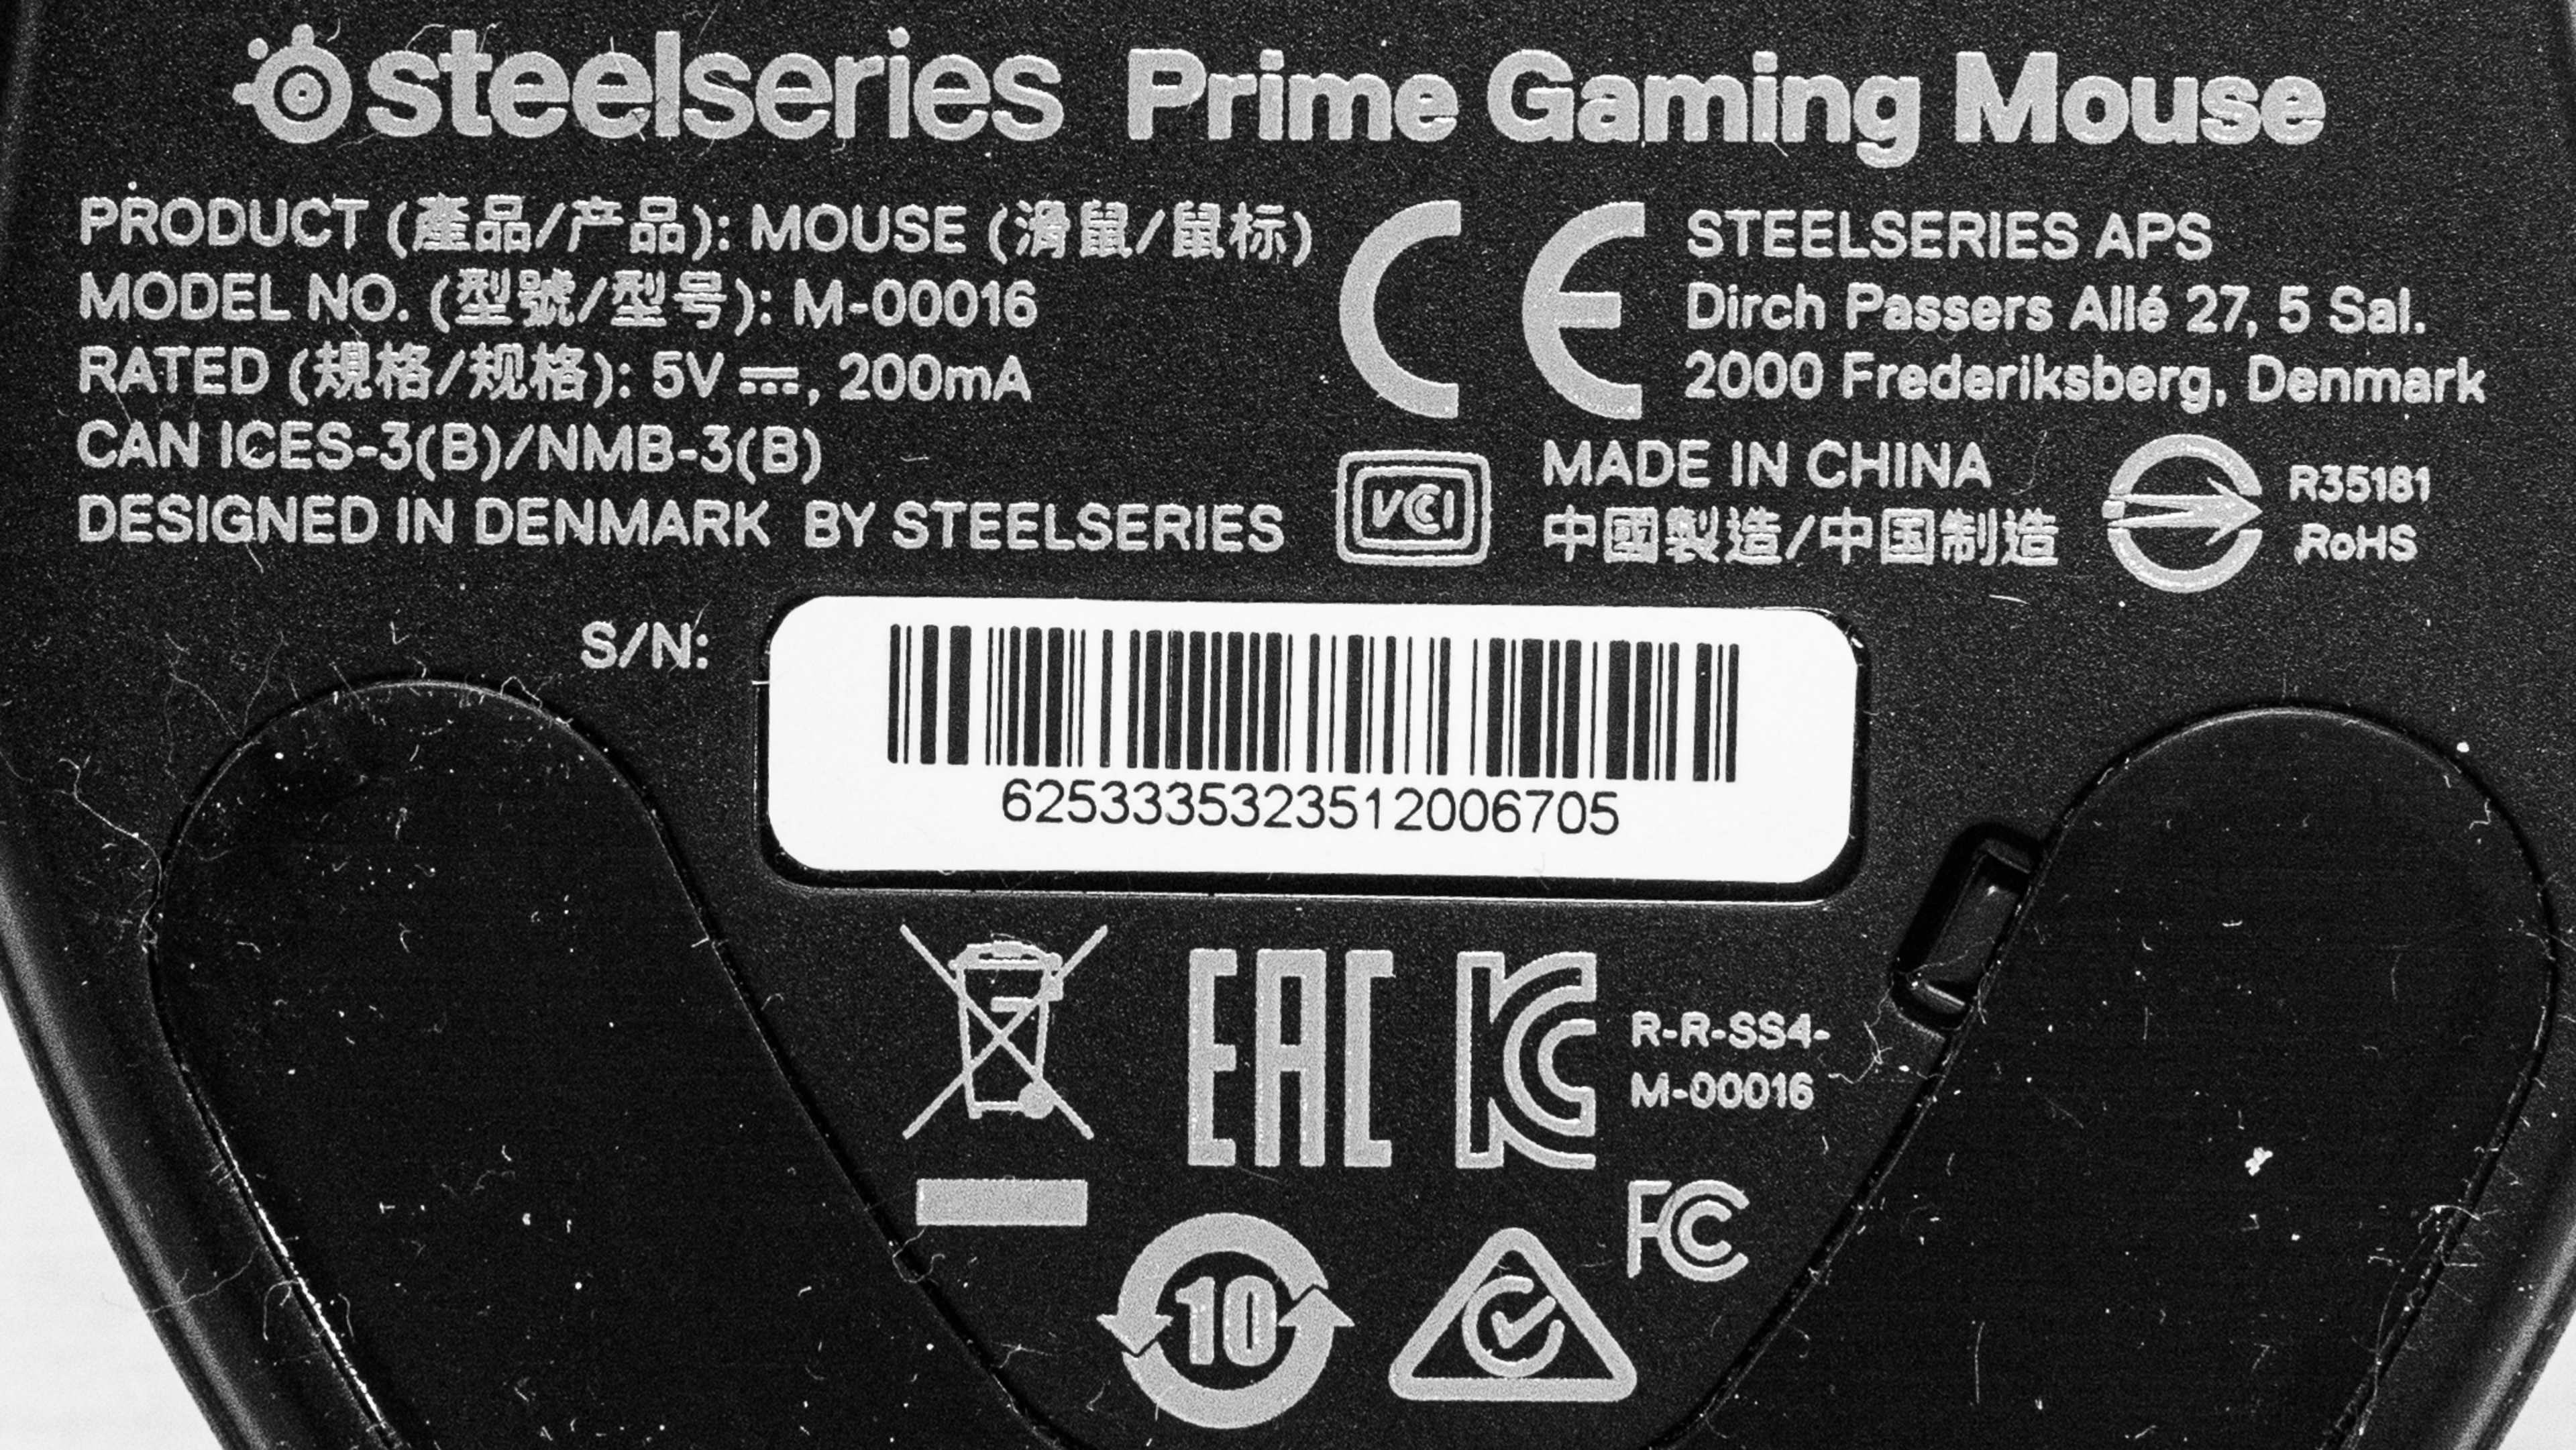 steelseries Prime Gaming Mouse
PRODUCT (產品/产品): MOUSE (滑鼠/鼠标)
MODEL NO. (型號/型号): M-00016
RATED (規格/规格): 5V ⎓, 200mA
CAN ICES-3(B)/NMB-3(B)
DESIGNED IN DENMARK BY STEELSERIES
CE
STEELSERIES APS
Dirch Passers Allé 27, 5 Sal.
2000 Frederiksberg, Denmark
VCCI
MADE IN CHINA
中國製造/中国制造
R35181
RoHS
S/N:
6253335323512006705
EAC
KC
R-R-SS4-
M-00016
FC
10